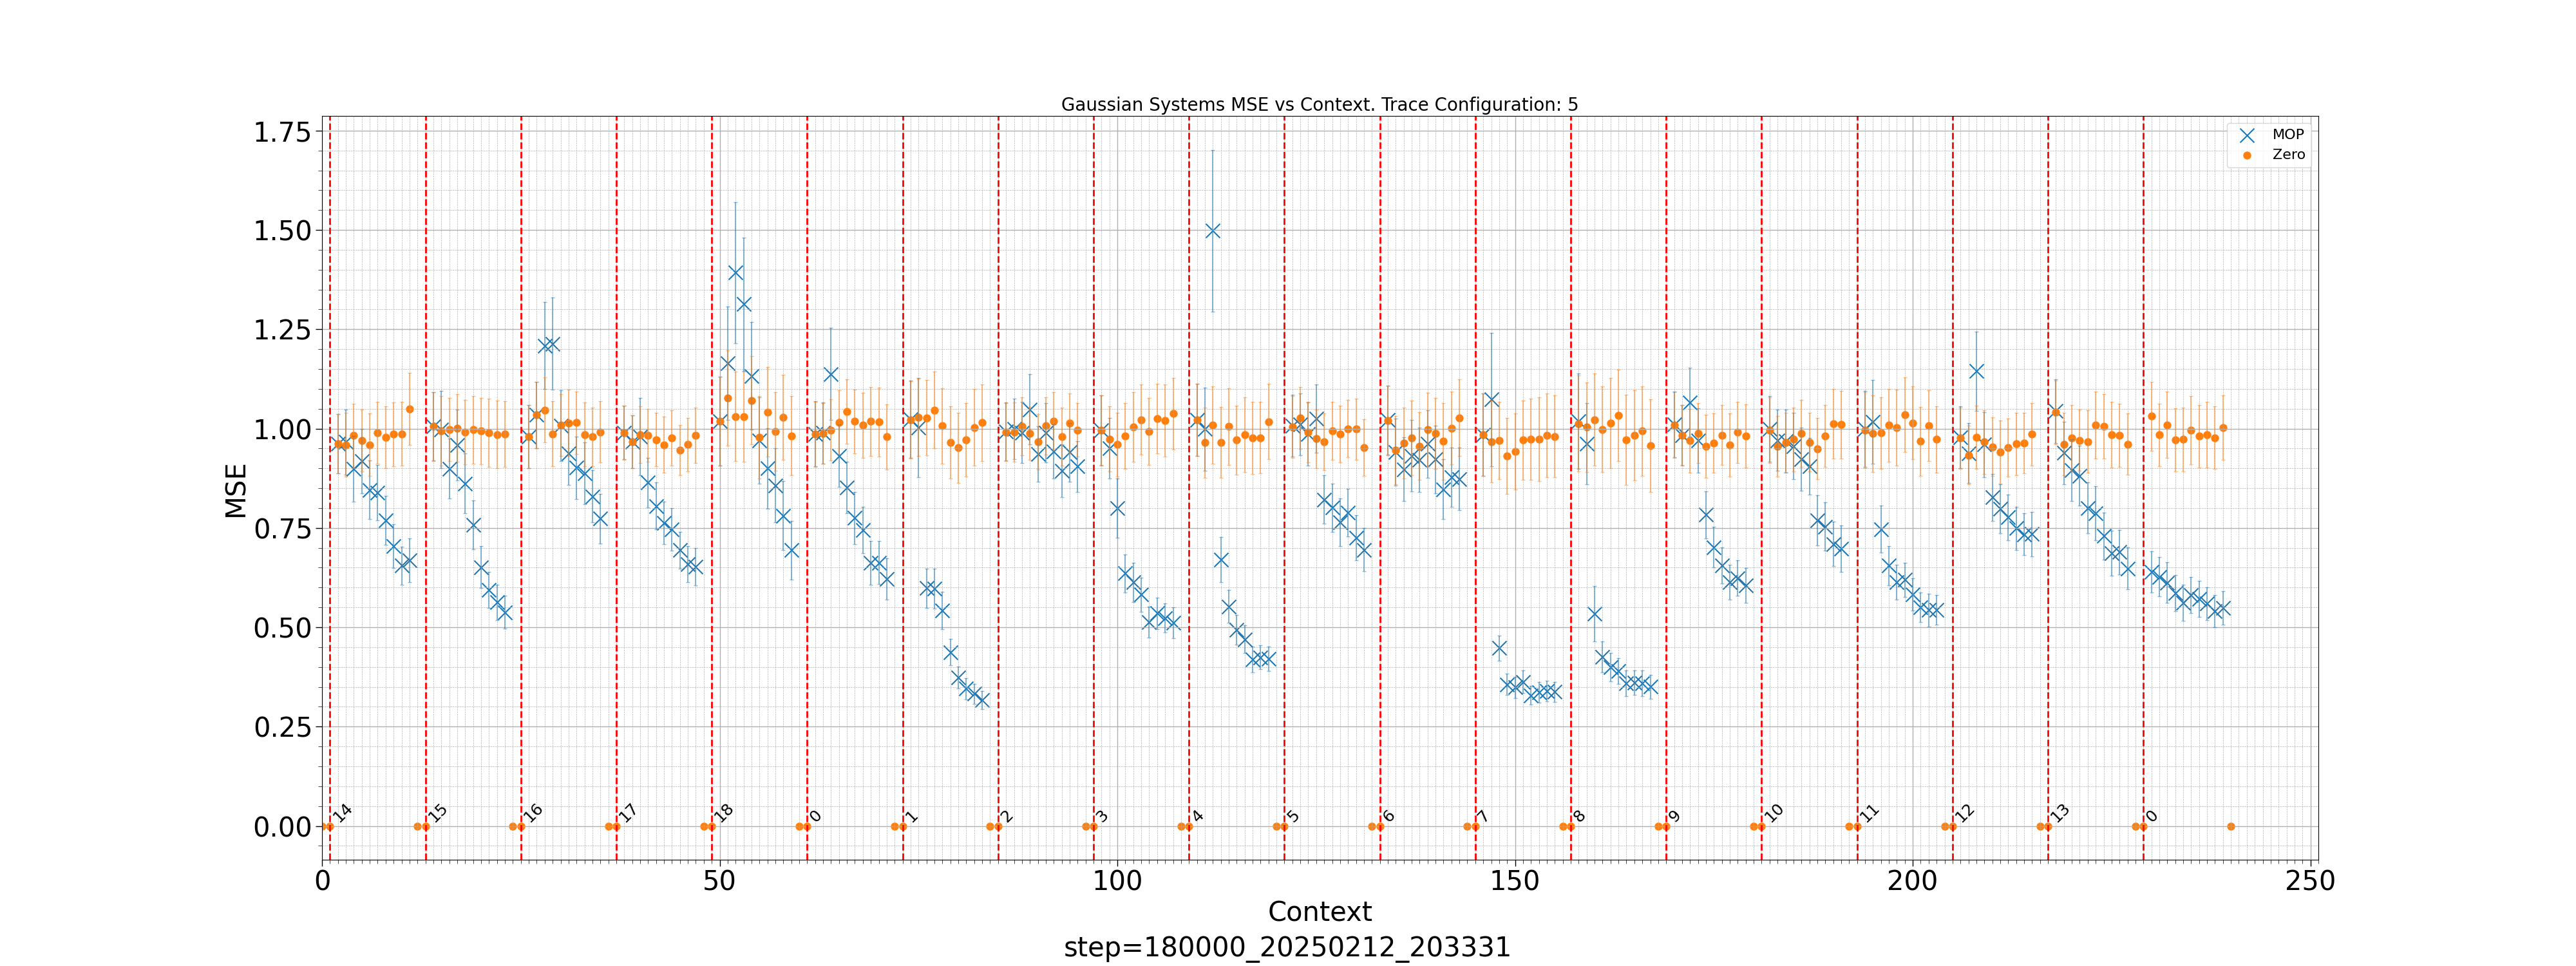 Gaussian Systems MSE vs Context. Trace Configuration: 5
MOP
Zero
MSE
1.75
1.50
1.25
1.00
0.75
0.50
0.25
0.00
14 15 16 17 18 0 1 2 3 4 5 6 7 8 9 10 11 12 13 0
0 50 100 150 200 250
Context
step=180000_20250212_203331